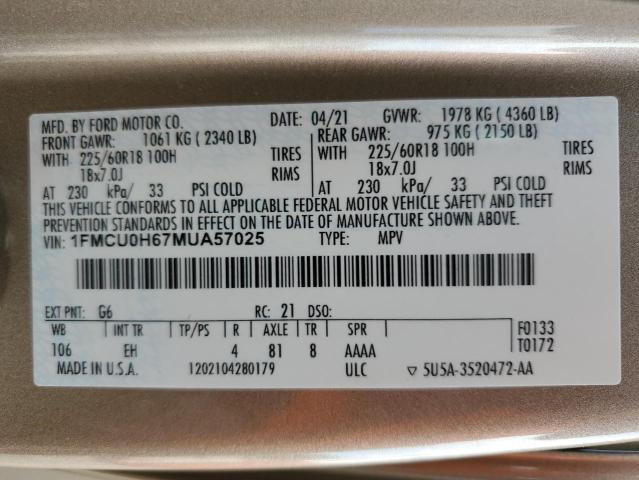 MFD. BY FORD MOTOR CO. DATE: 04/21 GVWR: 1978 KG ( 4360 LB)
FRONT GAWR: 1061 KG ( 2340 LB) REAR GAWR: 975 KG ( 2150 LB)
WITH 225/60R18 100H TIRES WITH 225/60R18 100H TIRES
18x7.0J RIMS 18x7.0J RIMS
AT 230 kPa/ 33 PSI COLD AT 230 kPa/ 33 PSI COLD
THIS VEHICLE CONFORMS TO ALL APPLICABLE FEDERAL MOTOR VEHICLE SAFETY AND THEFT
PREVENTION STANDARDS IN EFFECT ON THE DATE OF MANUFACTURE SHOWN ABOVE.
VIN: 1FMCU0H67MUA57025 TYPE: MPV
EXT PNT: G6 RC: 21 DSO:
WB INT TR TP/PS R AXLE TR SPR F0133
106 EH 4 81 8 AAAA T0172
MADE IN U.S.A. 1202104280179 ULC ▽ 5U5A-3520472-AA